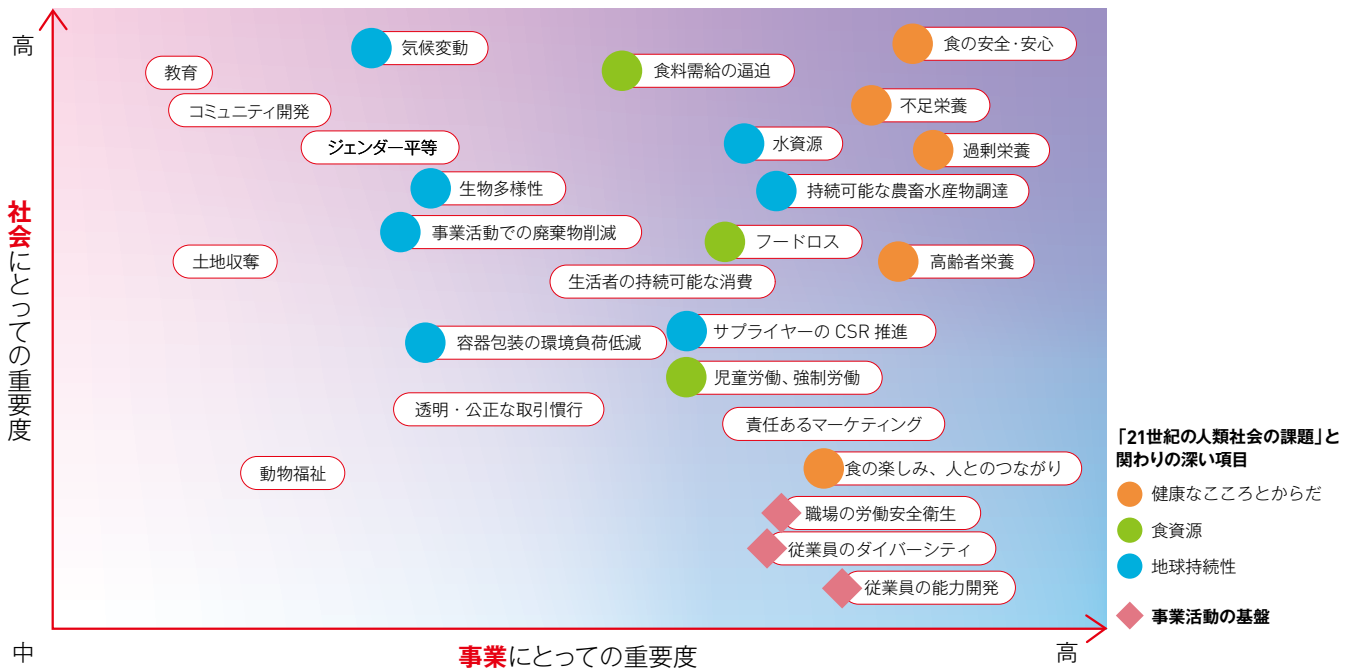 高
気候変動
食の安全・安心
教育
食料需給の逼迫
コミュニティ開発
不足栄養
ジェンダー平等
水資源
過剰栄養
生物多様性
持続可能な農畜水産物調達
事業活動での廃棄物削減
フードロス
土地収奪
高齢者栄養
生活者の持続可能な消費
社会にとっての重要度
容器包装の環境負荷低減
サプライヤーの CSR 推進
児童労働、強制労働
透明・公正な取引慣行
責任あるマーケティング
動物福祉
食の楽しみ、人とのつながり
職場の労働安全衛生
従業員のダイバーシティ
従業員の能力開発
中
事業にとっての重要度
高
「21世紀の人類社会の課題」と
関わりの深い項目
健康なこころとからだ
食資源
地球持続性
事業活動の基盤